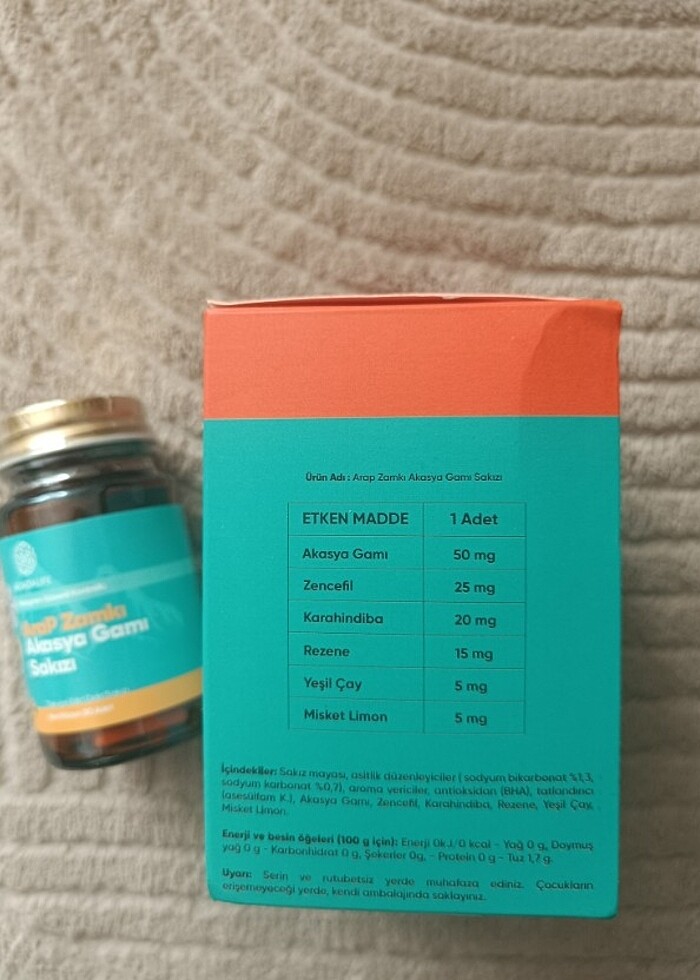 Ürün Adı : Arap Zamkı Akasya Gamı Sakızı
ETKEN MADDE 1 Adet
Akasya Gamı 50 mg
Zencefil 25 mg
Karahindiba 20 mg
Rezene 15 mg
Yeşil Çay 5 mg
Misket Limon 5 mg
İçindekiler: Sakız mayası, asitlik düzenleyiciler ( sodyum bikarbonat %1,3,
sodyum karbonat %0,7), aroma vericiler, antioksidan (BHA), tatlandırıcı
(asesülfam K), Akasya Gamı, Zencefil, Karahindiba, Rezene, Yeşil Çay,
Misket Limon.
Enerji ve besin öğeleri (100 g için): Enerji 0kJ/0 kcal - Yağ 0 g, Doymuş
yağ 0 g - Karbonhidrat 0 g, Şekerler 0g, - Protein 0 g - Tuz 1,7 g.
Uyarı: Serin ve rutubetsiz yerde muhafaza ediniz. Çocukların
erişemeyeceği yerde, kendi ambalajında saklayınız.
Arap Zamkı
Akasya Gamı
Sakızı